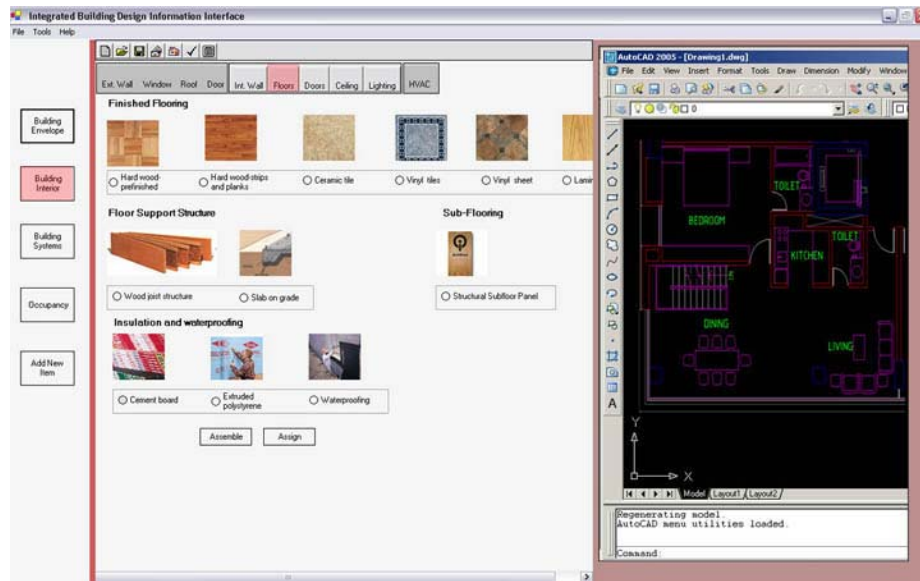 Integrated Building Design Information Interface
File Tools Help
Ext. Wall Window Roof Door Int. Wall Floors Doors Ceiling Lighting HVAC
Building
Envelope
Building
Interior
Building
Systems
Occupancy
Add New
Item
Finished Flooring
Hard wood-
prefinished
Hard wood-strips
and planks
Ceramic tile
Vinyl tiles
Vinyl sheet
Lamin
Floor Support Structure
Sub-Flooring
Wood joist structure
Slab on grade
Structural Subfloor Panel
Insulation and waterproofing
Cement board
Extruded
polystyrene
Waterproofing
Assemble Assign
AutoCAD 2005 - [Drawing1.dwg]
File Edit View Insert Format Tools Draw Dimension Modify Window
0
TOILET
BEDROOM
TOILET
KITCHEN
S
DINING
LIVING
A
Y
X
Model Layout1 Layout2
Regenerating model.
AutoCAD menu utilities loaded.
Command: